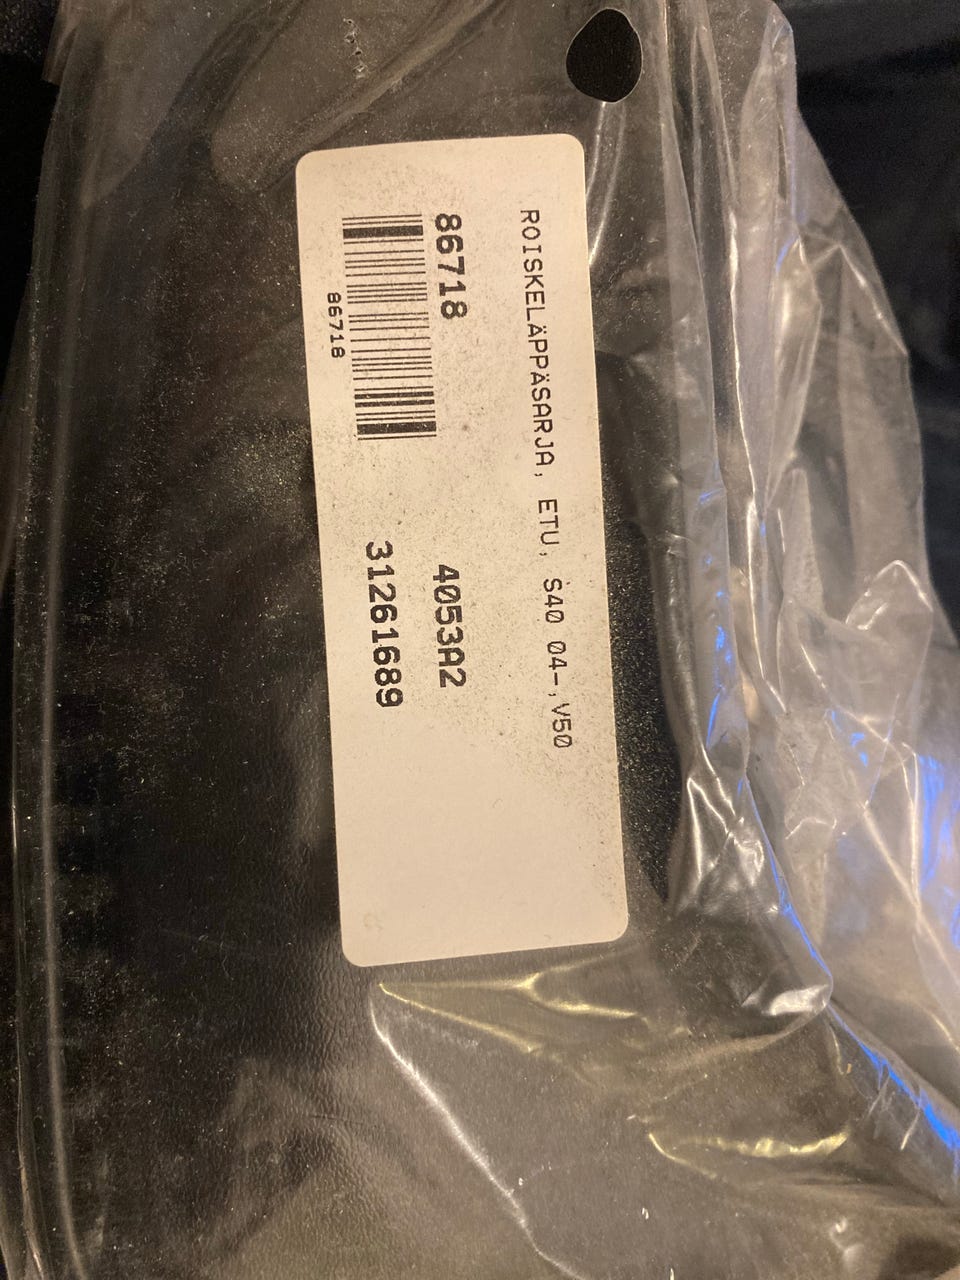 ROISKELÄPPÄSARJA, ETU, S40 04-,V50
86718
4053A2
86718
31261689